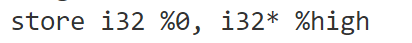 store i32 %0, i32* %high